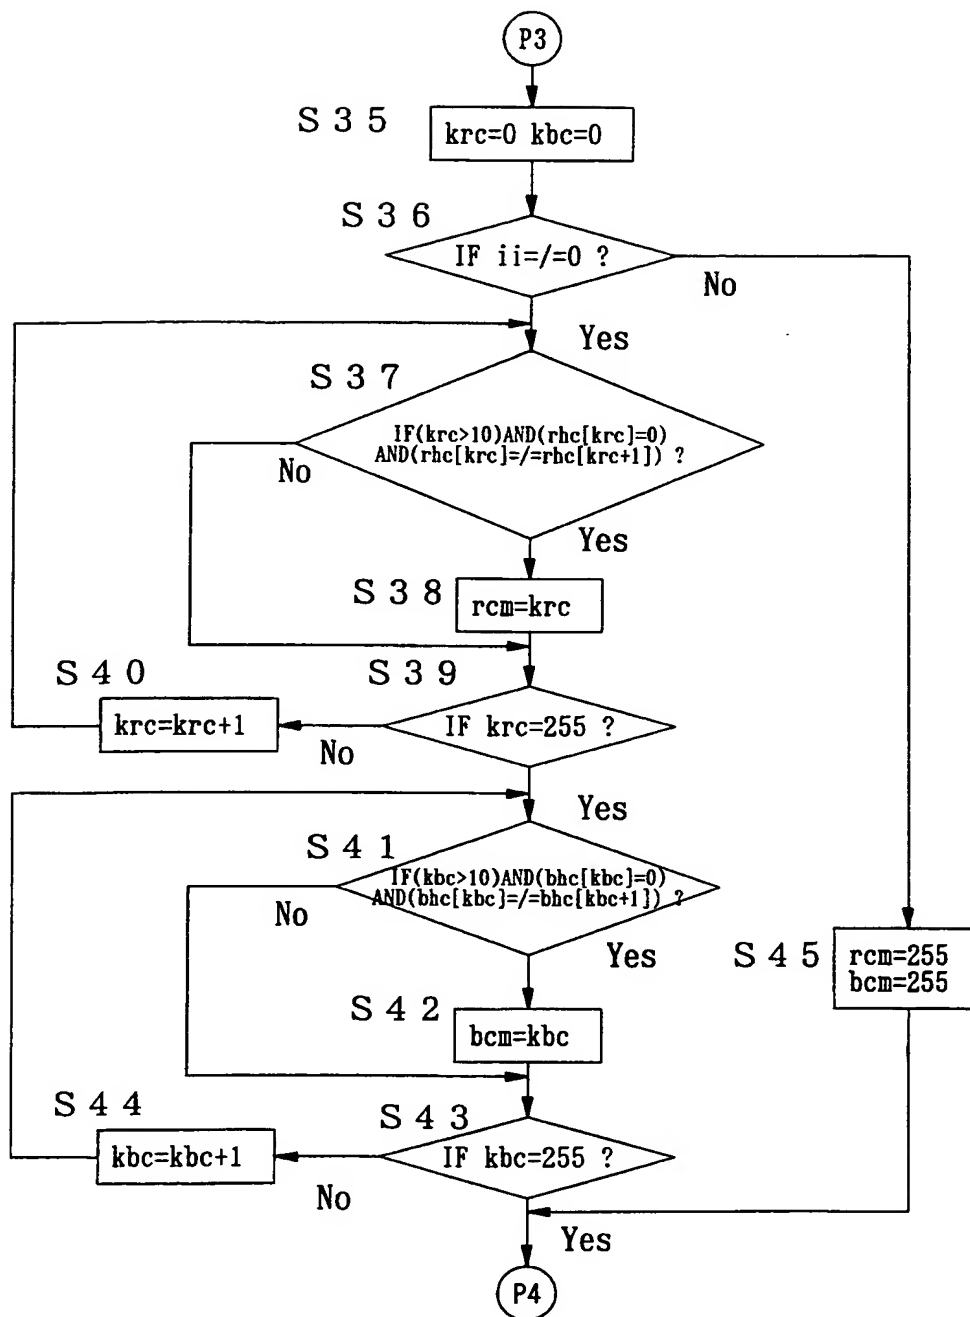 P3
S35
krc=0 kbc=0
S36
IF ii=/=0 ?
No
Yes
S37
IF(krc>10)AND(rhc[krc]=0)
AND(rhc[krc]=/=rhc[krc+1]) ?
No
Yes
S38
rcm=krc
S39
S40
krc=krc+1
IF krc=255 ?
No
Yes
S41
IF(kbc>10)AND(bhc[kbc]=0)
AND(bhc[kbc]=/=bhc[kbc+1]) ?
No
Yes
S45
rcm=255
bcm=255
S42
bcm=kbc
S43
S44
kbc=kbc+1
IF kbc=255 ?
No
Yes
P4